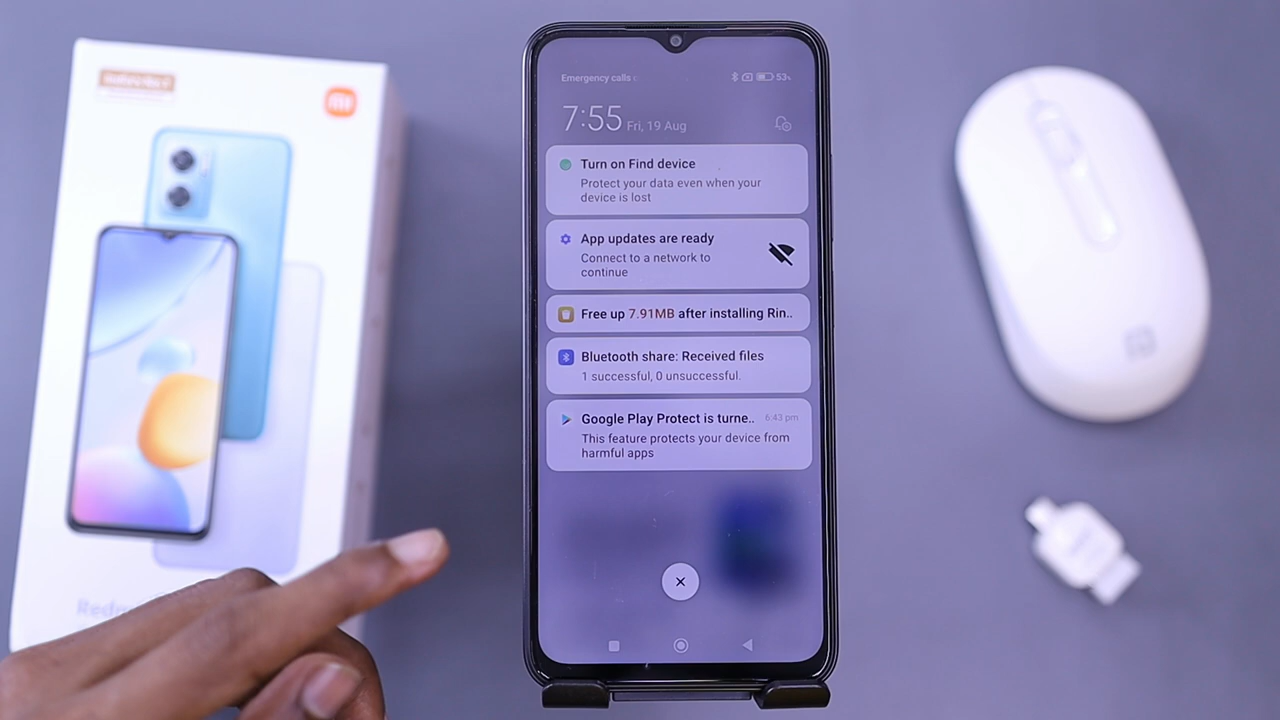 Emergency calls
53%
7:55 Fri, 19 Aug
Turn on Find device
Protect your data even when your
device is lost
App updates are ready
Connect to a network to
continue
Free up 7.91MB after installing Rin..
Bluetooth share: Received files
1 successful, 0 unsuccessful.
Google Play Protect is turne.. 6:43 pm
This feature protects your device from
harmful apps